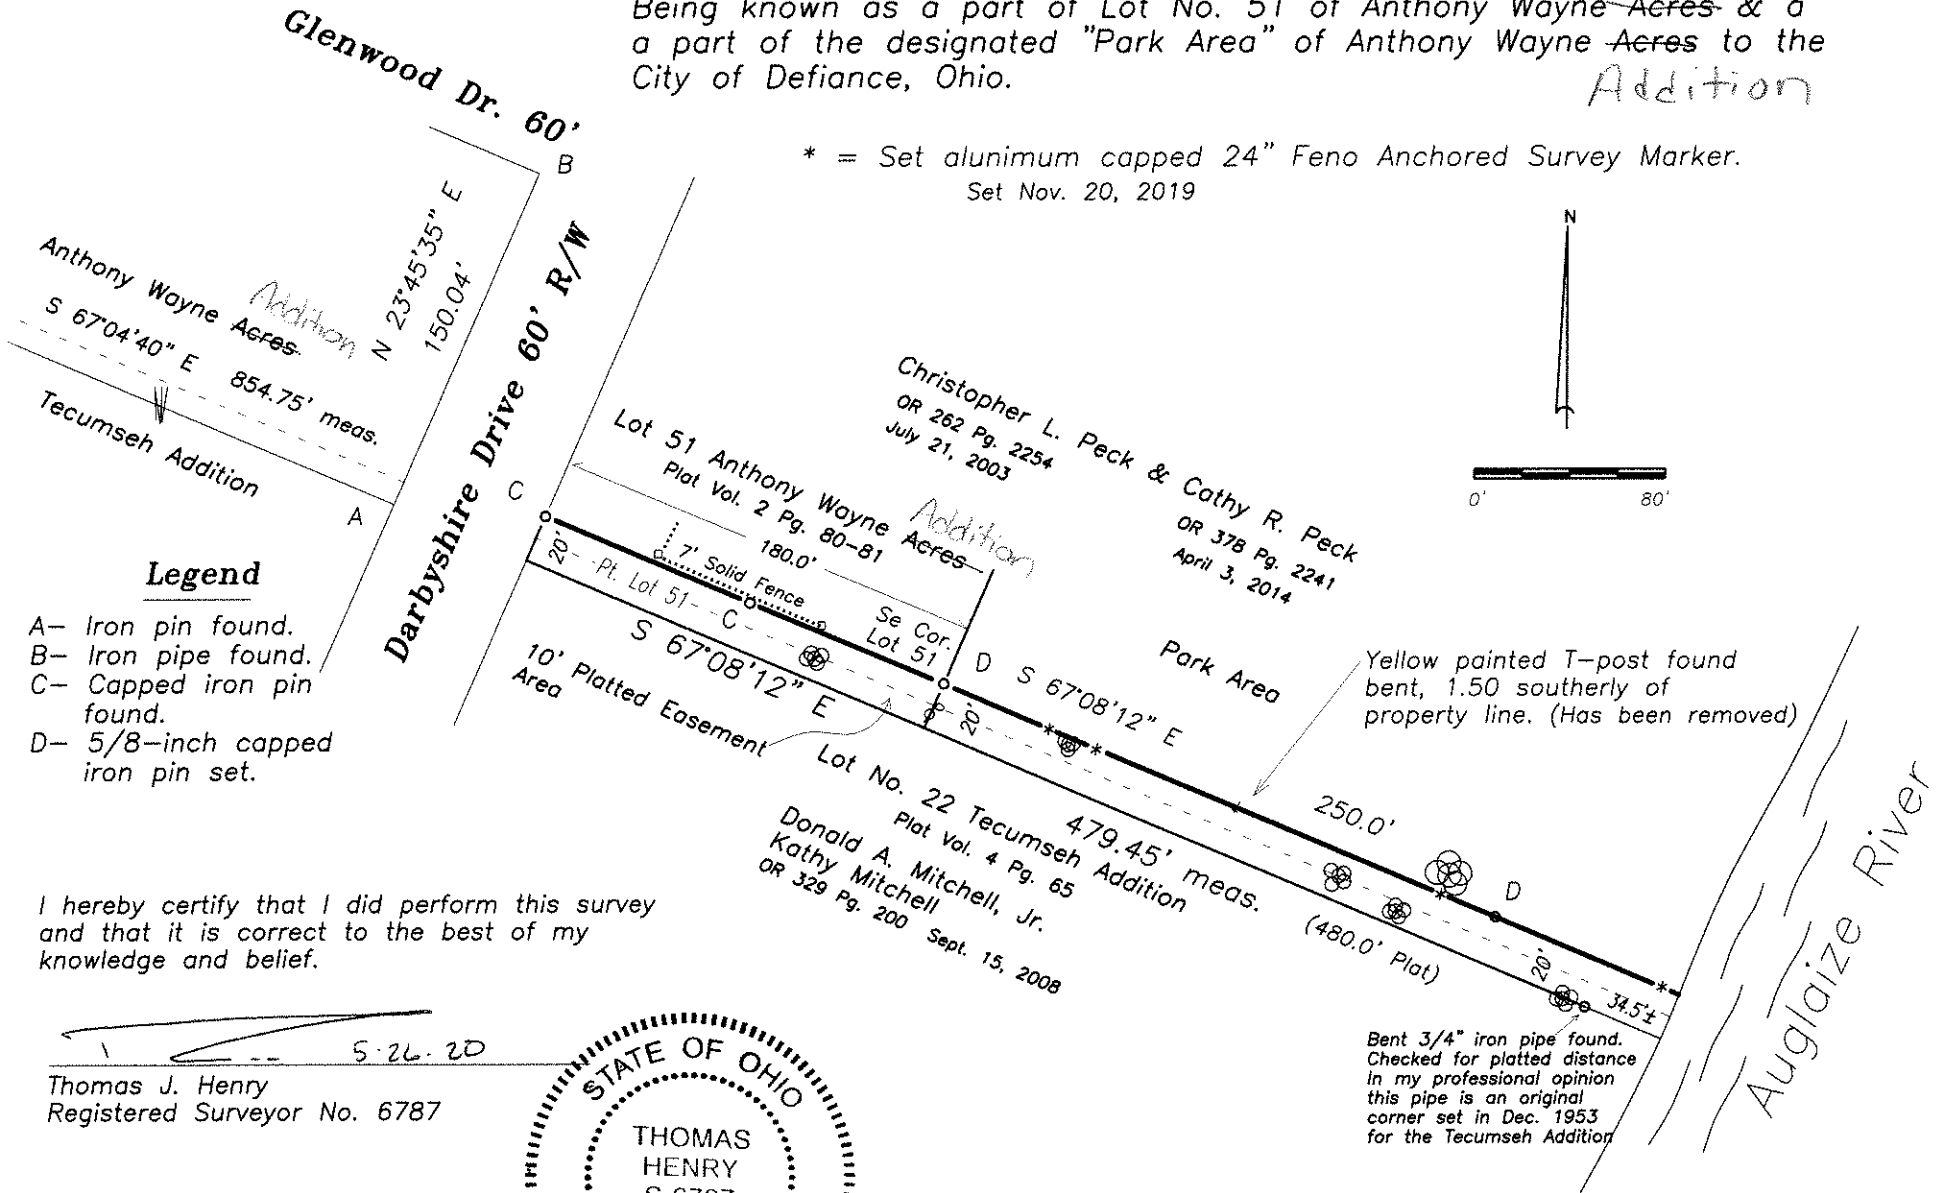 Being known as a part of Lot No. 51 of Anthony Wayne Acres & a
a part of the designated "Park Area" of Anthony Wayne Acres to the
City of Defiance, Ohio.
Addition
* = Set alunimum capped 24" Feno Anchored Survey Marker.
Set Nov. 20, 2019
Glenwood Dr. 60'
B
N 23°45'35" E
150.04'
Darbyshire Drive 60' R/W
Anthony Wayne Acres
Addition
S 67°04'40" E 854.75' meas.
Tecumseh Addition
A
N
0' 80'
Christopher L. Peck & Cathy R. Peck
OR 262 Pg. 2254
July 21, 2003
OR 378 Pg. 2241
April 3, 2014
Lot 51 Anthony Wayne Acres
Addition
Plat Vol. 2 Pg. 80-81
180.0'
C
7' Solid Fence
20'
Pt. Lot 51
C
Se Cor.
Lot 51
D
S 67°08'12" E
S 67°08'12" E
20'
10' Platted Easement
Area
Park Area
Yellow painted T-post found
bent, 1.50 southerly of
property line. (Has been removed)
250.0'
D
Lot No. 22 Tecumseh Addition
Plat Vol. 4 Pg. 65
479.45' meas.
(480.0' Plat)
Donald A. Mitchell, Jr.
Kathy Mitchell
OR 329 Pg. 200 Sept. 15, 2008
20'
34.5'±
Auglaize River
Bent 3/4" iron pipe found.
Checked for platted distance
In my professional opinion
this pipe is an original
corner set in Dec. 1953
for the Tecumseh Addition
Legend
A- Iron pin found.
B- Iron pipe found.
C- Capped iron pin
found.
D- 5/8-inch capped
iron pin set.
I hereby certify that I did perform this survey
and that it is correct to the best of my
knowledge and belief.
5-26-20
Thomas J. Henry
Registered Surveyor No. 6787
STATE OF OHIO
THOMAS
HENRY
S-6787